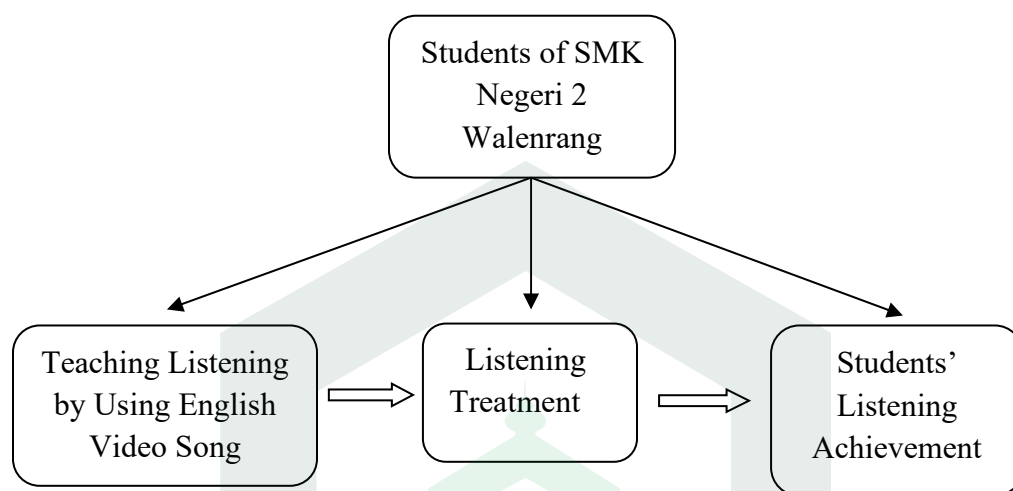 Students of SMK
Negeri 2
Walenrang
Teaching Listening
by Using English
Video Song
Listening
Treatment
Students’
Listening
Achievement